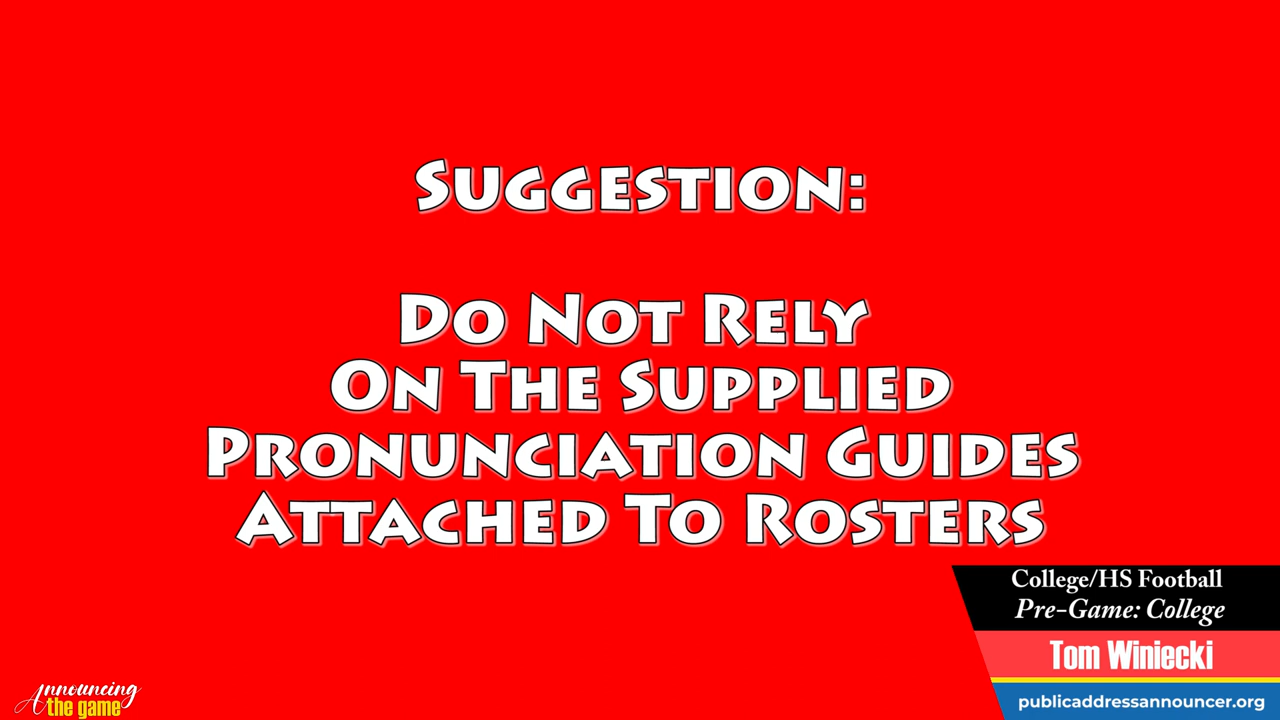 Suggestion:
Do Not Rely
On The Supplied
Pronunciation Guides
Attached To Rosters
College/HS Football
Pre-Game: College
Tom Winiecki
publicaddressannouncer.org
Announcing
the game